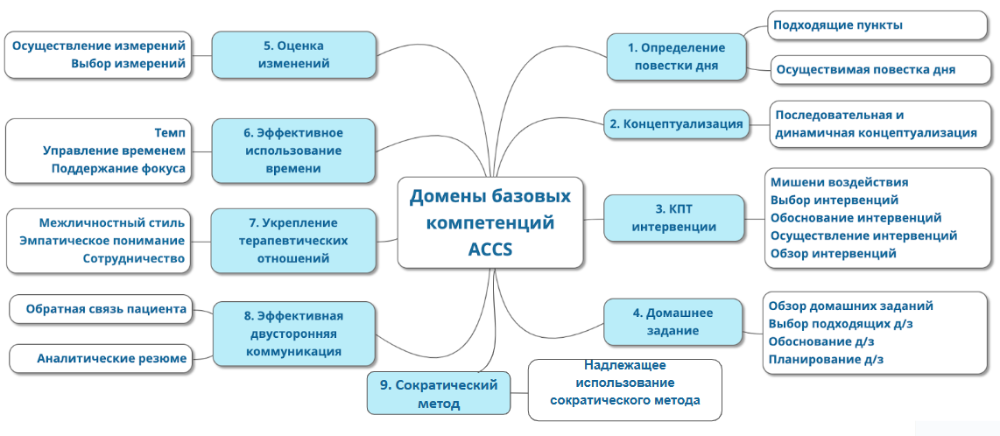 Домены базовых
компетенций
ACCS
1. Определение
повестки дня
Подходящие пункты
Осуществимая повестка дня
2. Концептуализация
Последовательная и
динамичная концептуализация
3. КПТ
интервенции
Мишени воздействия
Выбор интервенций
Обоснование интервенций
Осуществление интервенций
Обзор интервенций
4. Домашнее
задание
Обзор домашних заданий
Выбор подходящих д/з
Обоснование д/з
Планирование д/з
5. Оценка
изменений
Осуществление измерений
Выбор измерений
6. Эффективное
использование
времени
Темп
Управление временем
Поддержание фокуса
7. Укрепление
терапевтических
отношений
Межличностный стиль
Эмпатическое понимание
Сотрудничество
8. Эффективная
двусторонняя
коммуникация
Обратная связь пациента
Аналитические резюме
9. Сократический
метод
Надлежащее
использование
сократического метода